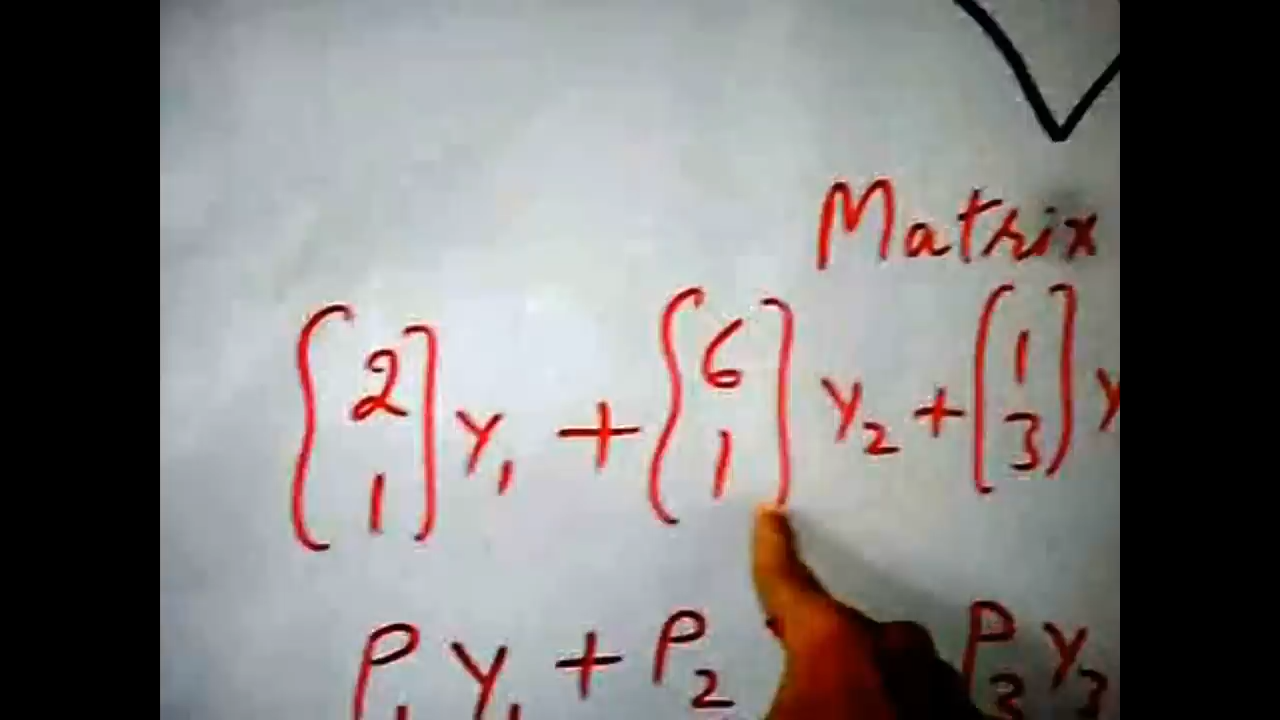 Matrix
[2 1] y₁ + [6 1] y₂ + [1 3] y
P₁ y₁ + P₂ P₃ y₃